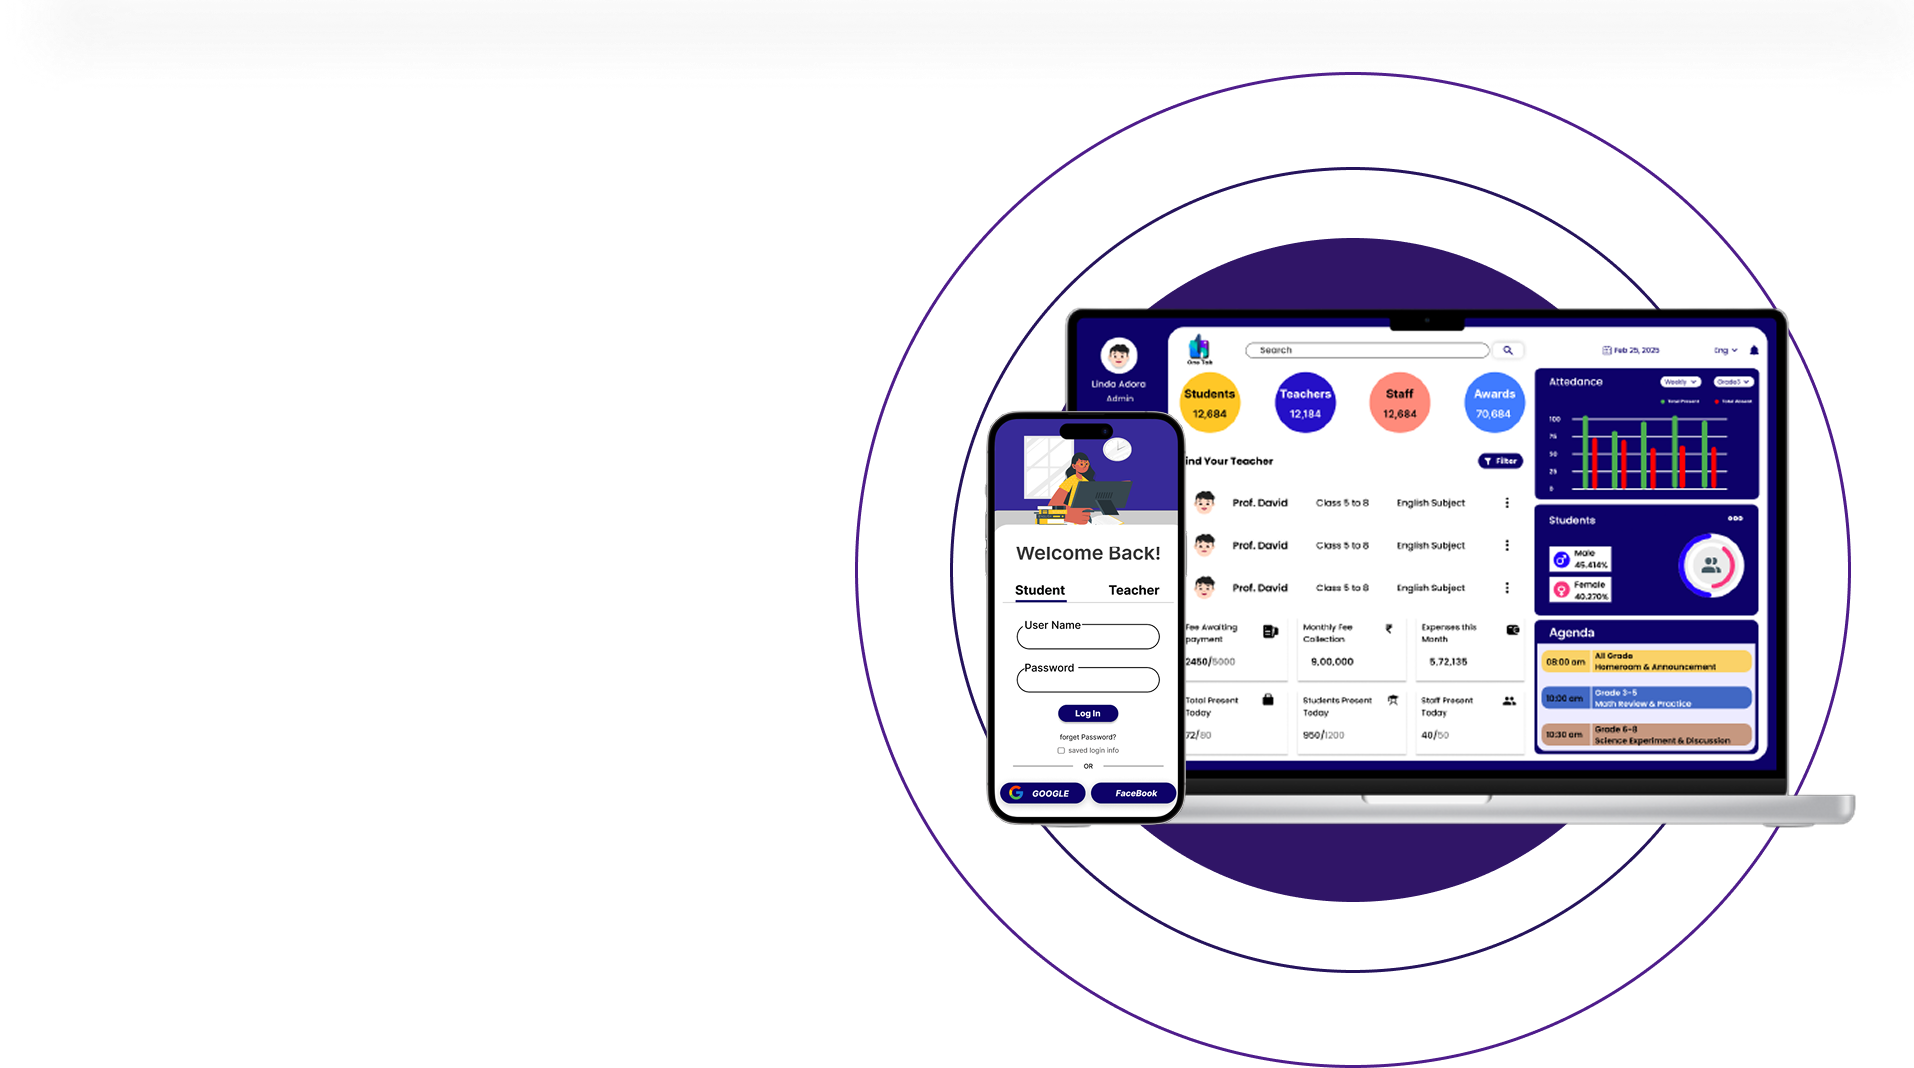 One Tok
Search
Feb 25, 2025
Eng
Linda Adora
Admin
Students
12,684
Teachers
12,184
Staff
12,684
Awards
70,684
ind Your Teacher
Filter
Prof. David
Class 5 to 8
English Subject
Prof. David
Class 5 to 8
English Subject
Prof. David
Class 5 to 8
English Subject
Fee Awaiting
payment
2450/5000
Monthly Fee
Collection
₹
9,00,000
Expenses this
Month
5,72,135
Total Present
Today
72/80
Students Present
Today
950/1200
Staff Present
Today
40/50
Attedance
Weekly
Grade3
Total Present
Total Absent
100
75
50
25
0
Students
Male
45.414%
Female
40.270%
Agenda
08:00 am
All Grade
Homeroom & Announcement
10:00 am
Grade 3-5
Math Review & Practice
10:30 am
Grade 6-8
Science Experiment & Discussion
Welcome Back!
Student
Teacher
User Name
Password
Log In
forget Password?
saved login info
OR
GOOGLE
FaceBook